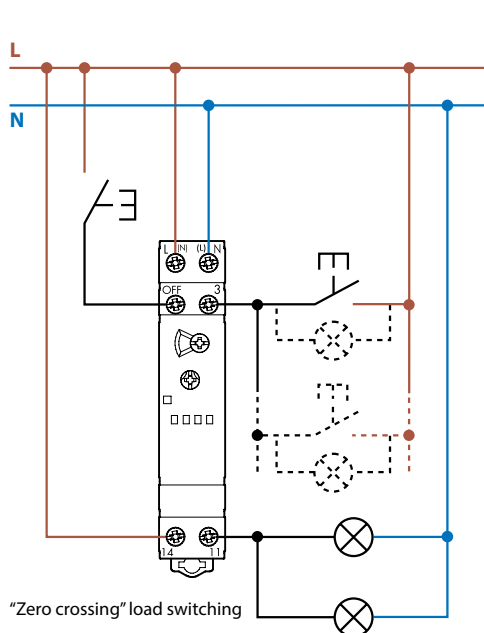 L
N
L (N) (L) N
OFF 3
14 11
“Zero crossing” load switching